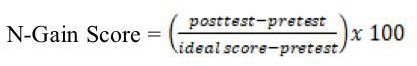 N-Gain Score = (posttest−pretest / ideal score−pretest) x 100